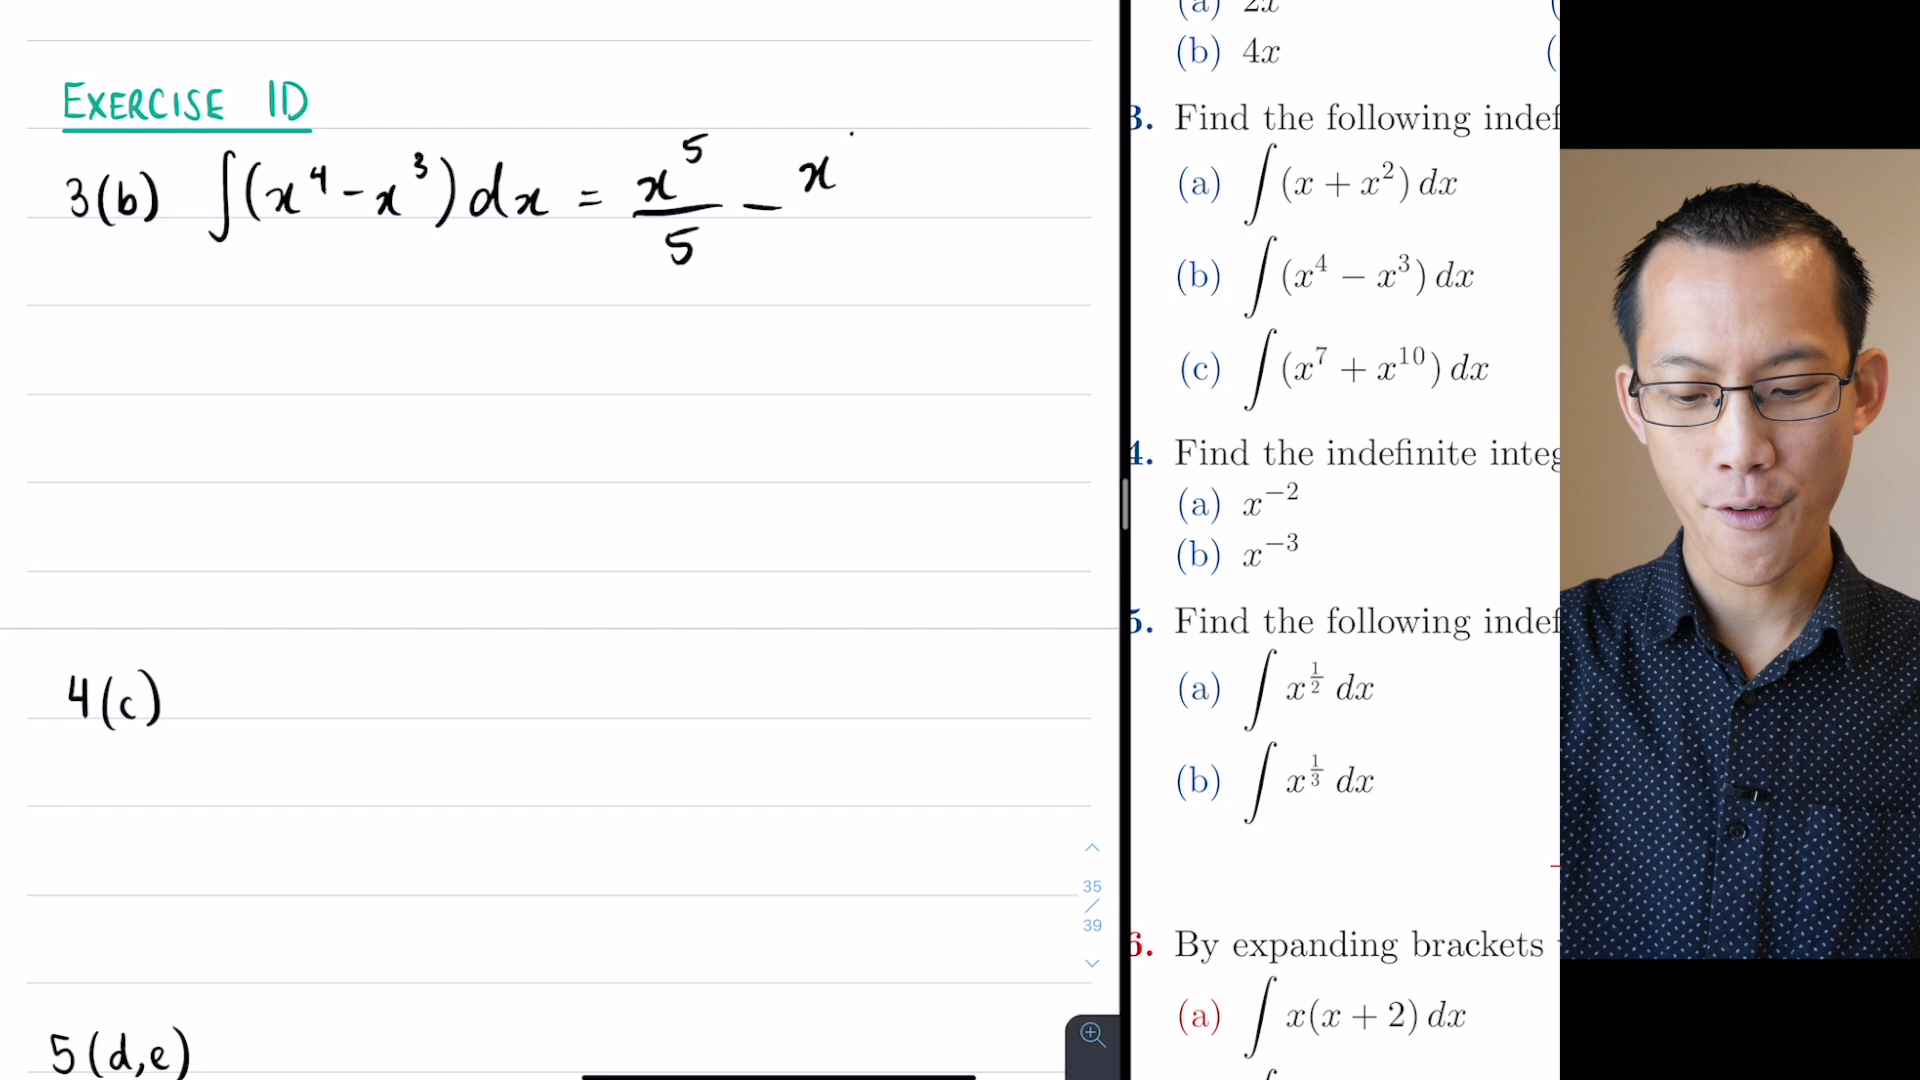 EXERCISE 1D
3(b) ∫(x⁴ - x³) dx = x⁵/5 - x
4(c)
35
/
39
5(d,e)
(a) 2x
(b) 4x
3. Find the following indef
(a) ∫(x + x²) dx
(b) ∫(x⁴ − x³) dx
(c) ∫(x⁷ + x¹⁰) dx
4. Find the indefinite integ
(a) x⁻²
(b) x⁻³
5. Find the following indef
(a) ∫ x^½ dx
(b) ∫ x^⅓ dx
6. By expanding brackets
(a) ∫ x(x + 2) dx